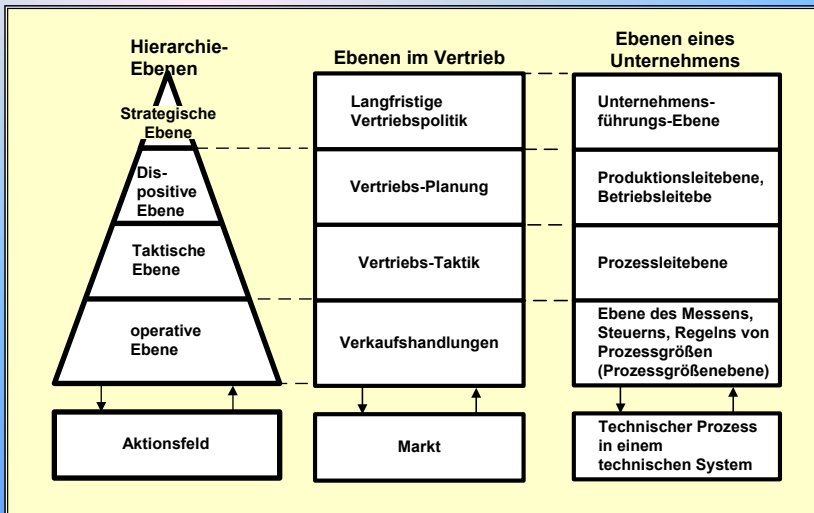 Hierarchie-
Ebenen
Strategische
Ebene
Dis-
positive
Ebene
Taktische
Ebene
operative
Ebene
Aktionsfeld
Ebenen im Vertrieb
Langfristige
Vertriebspolitik
Vertriebs-Planung
Vertriebs-Taktik
Verkaufshandlungen
Markt
Ebenen eines
Unternehmens
Unternehmens-
führungs-Ebene
Produktionsleitebene,
Betriebsleitebe
Prozessleitebene
Ebene des Messens,
Steuerns, Regelns von
Prozessgrößen
(Prozessgrößenebene)
Technischer Prozess
in einem
technischen System